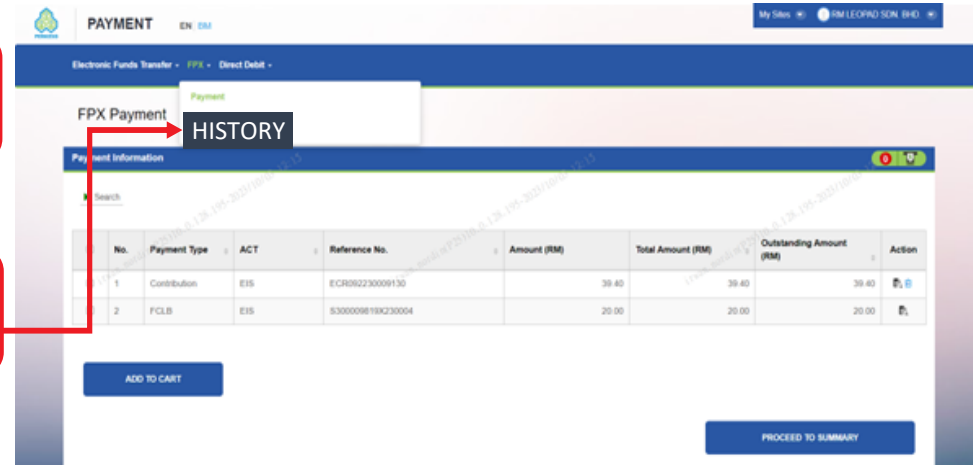 PAYMENT EN BM
My Sites RM LEOPAD SDN. BHD.
Electronic Funds Transfer FPX Direct Debit
Payment
FPX Payment
HISTORY
Payment Information 0
Search
No. Payment Type ACT Reference No. Amount (RM) Total Amount (RM) Outstanding Amount (RM) Action
1 Contribution EIS ECR092230009130 39.40 39.40 39.40
2 FCLB EIS S300009819X230004 20.00 20.00 20.00
ADD TO CART
PROCEED TO SUMMARY